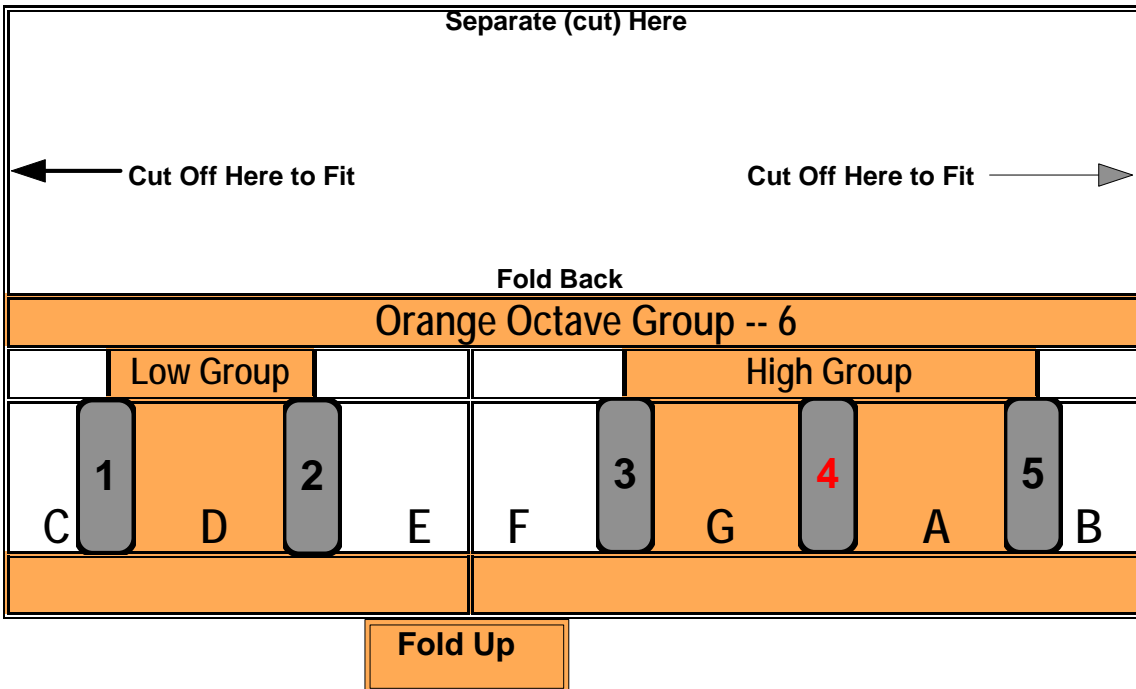 Separate (cut) Here
Cut Off Here to Fit
Cut Off Here to Fit
Fold Back
Orange Octave Group -- 6
Low Group
High Group
1 2 3 4 5
C D E F G A B
Fold Up